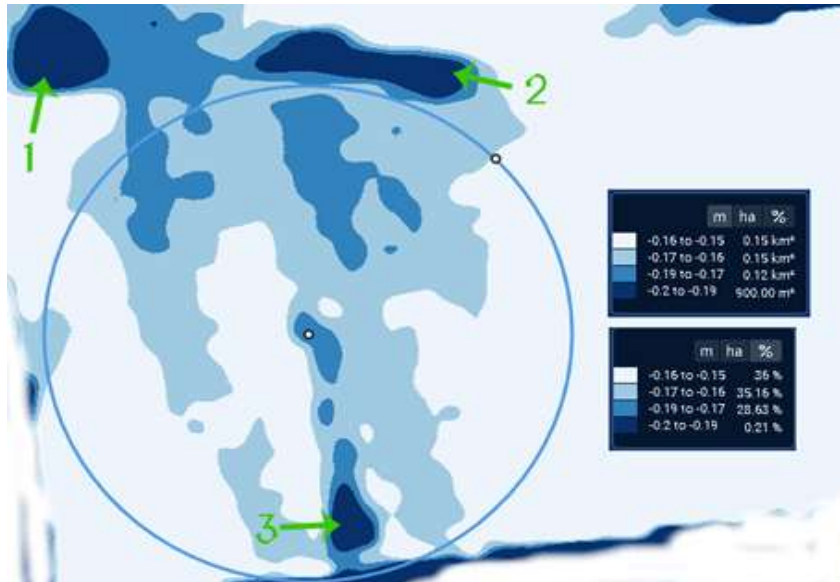 1
2
3
m ha %
-0.16 to -0.15 0.15 km²
-0.17 to -0.16 0.15 km²
-0.19 to -0.17 0.12 km²
-0.2 to -0.19 900.00 m²
m ha %
-0.16 to -0.15 36 %
-0.17 to -0.16 35.16 %
-0.19 to -0.17 28.63 %
-0.2 to -0.19 0.21 %